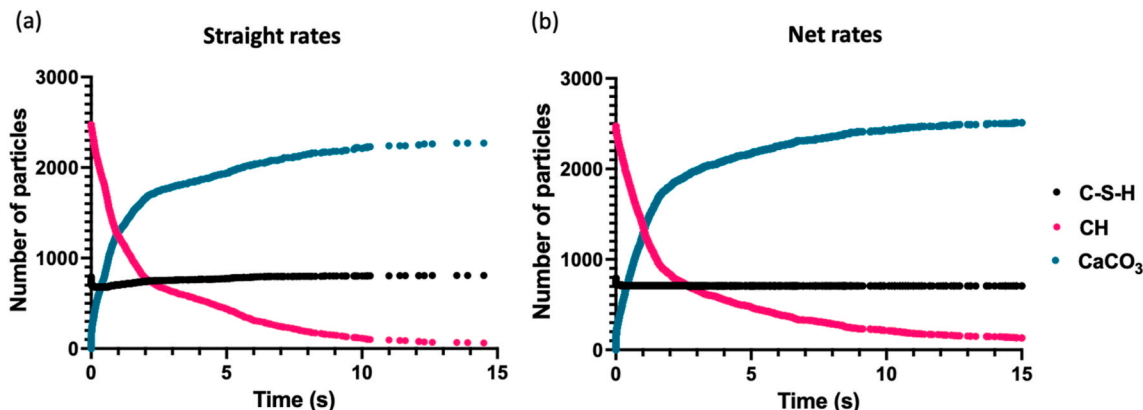 (a)
Straight rates
Number of particles
3000
2000
1000
0
0
5
10
15
Time (s)
(b)
Net rates
Number of particles
3000
2000
1000
0
0
5
10
15
Time (s)
C-S-H
CH
CaCO₃